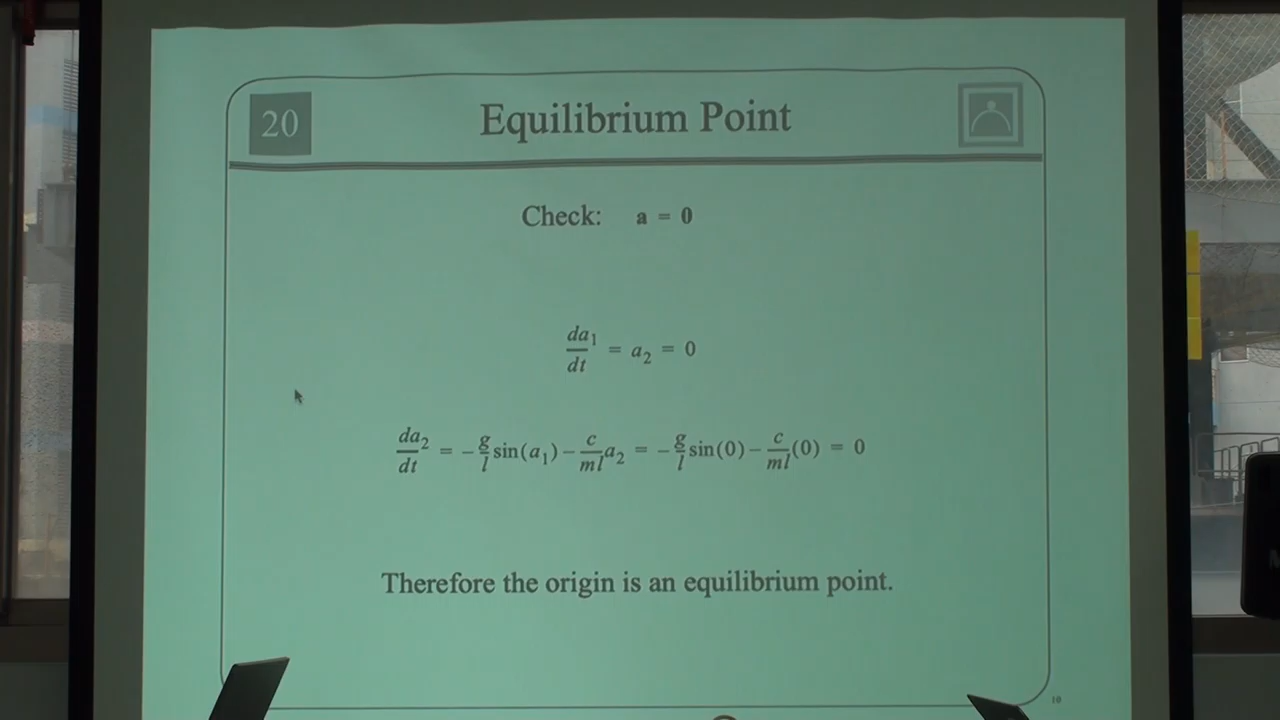 20
Equilibrium Point
Check: a = 0
da₁/dt = a₂ = 0
da₂/dt = −g/l sin(a₁) − c/ml a₂ = −g/l sin(0) − c/ml (0) = 0
Therefore the origin is an equilibrium point.
10